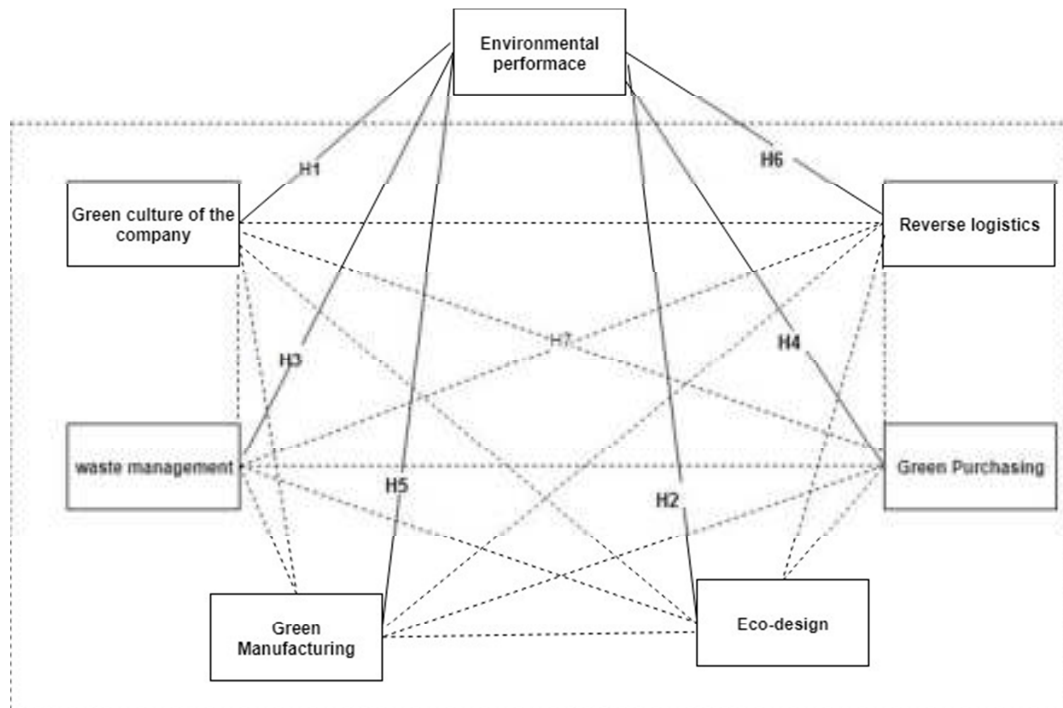 Environmental
performace
H1
H6
Green culture of the
company
Reverse logistics
H3
H7
H4
waste management
Green Purchasing
H5
H2
Green
Manufacturing
Eco-design